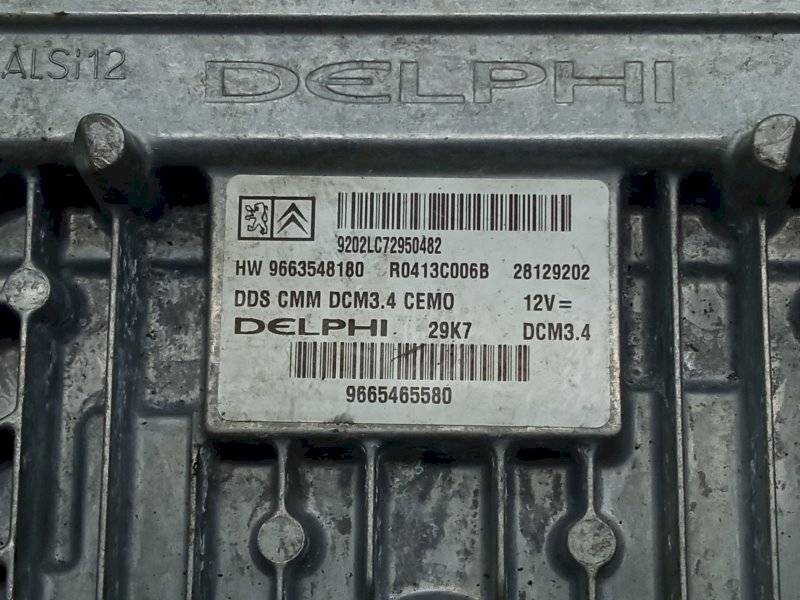 ALSi12 DELPHI
9202LC72950482
HW 9663548180 R0413C006B 28129202
DDS CMM DCM3.4 CEMO 12V=
DELPHI 29K7 DCM3.4
9665465580